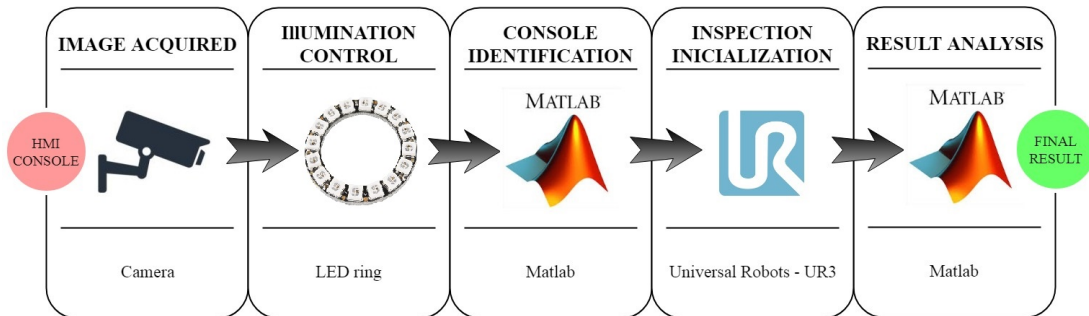 IMAGE ACQUIRED
IllUMINATION
CONTROL
CONSOLE
IDENTIFICATION
INSPECTION
INICIALIZATION
RESULT ANALYSIS
HMI
CONSOLE
MATLAB
UR
MATLAB
FINAL
RESULT
Camera
LED ring
Matlab
Universal Robots - UR3
Matlab